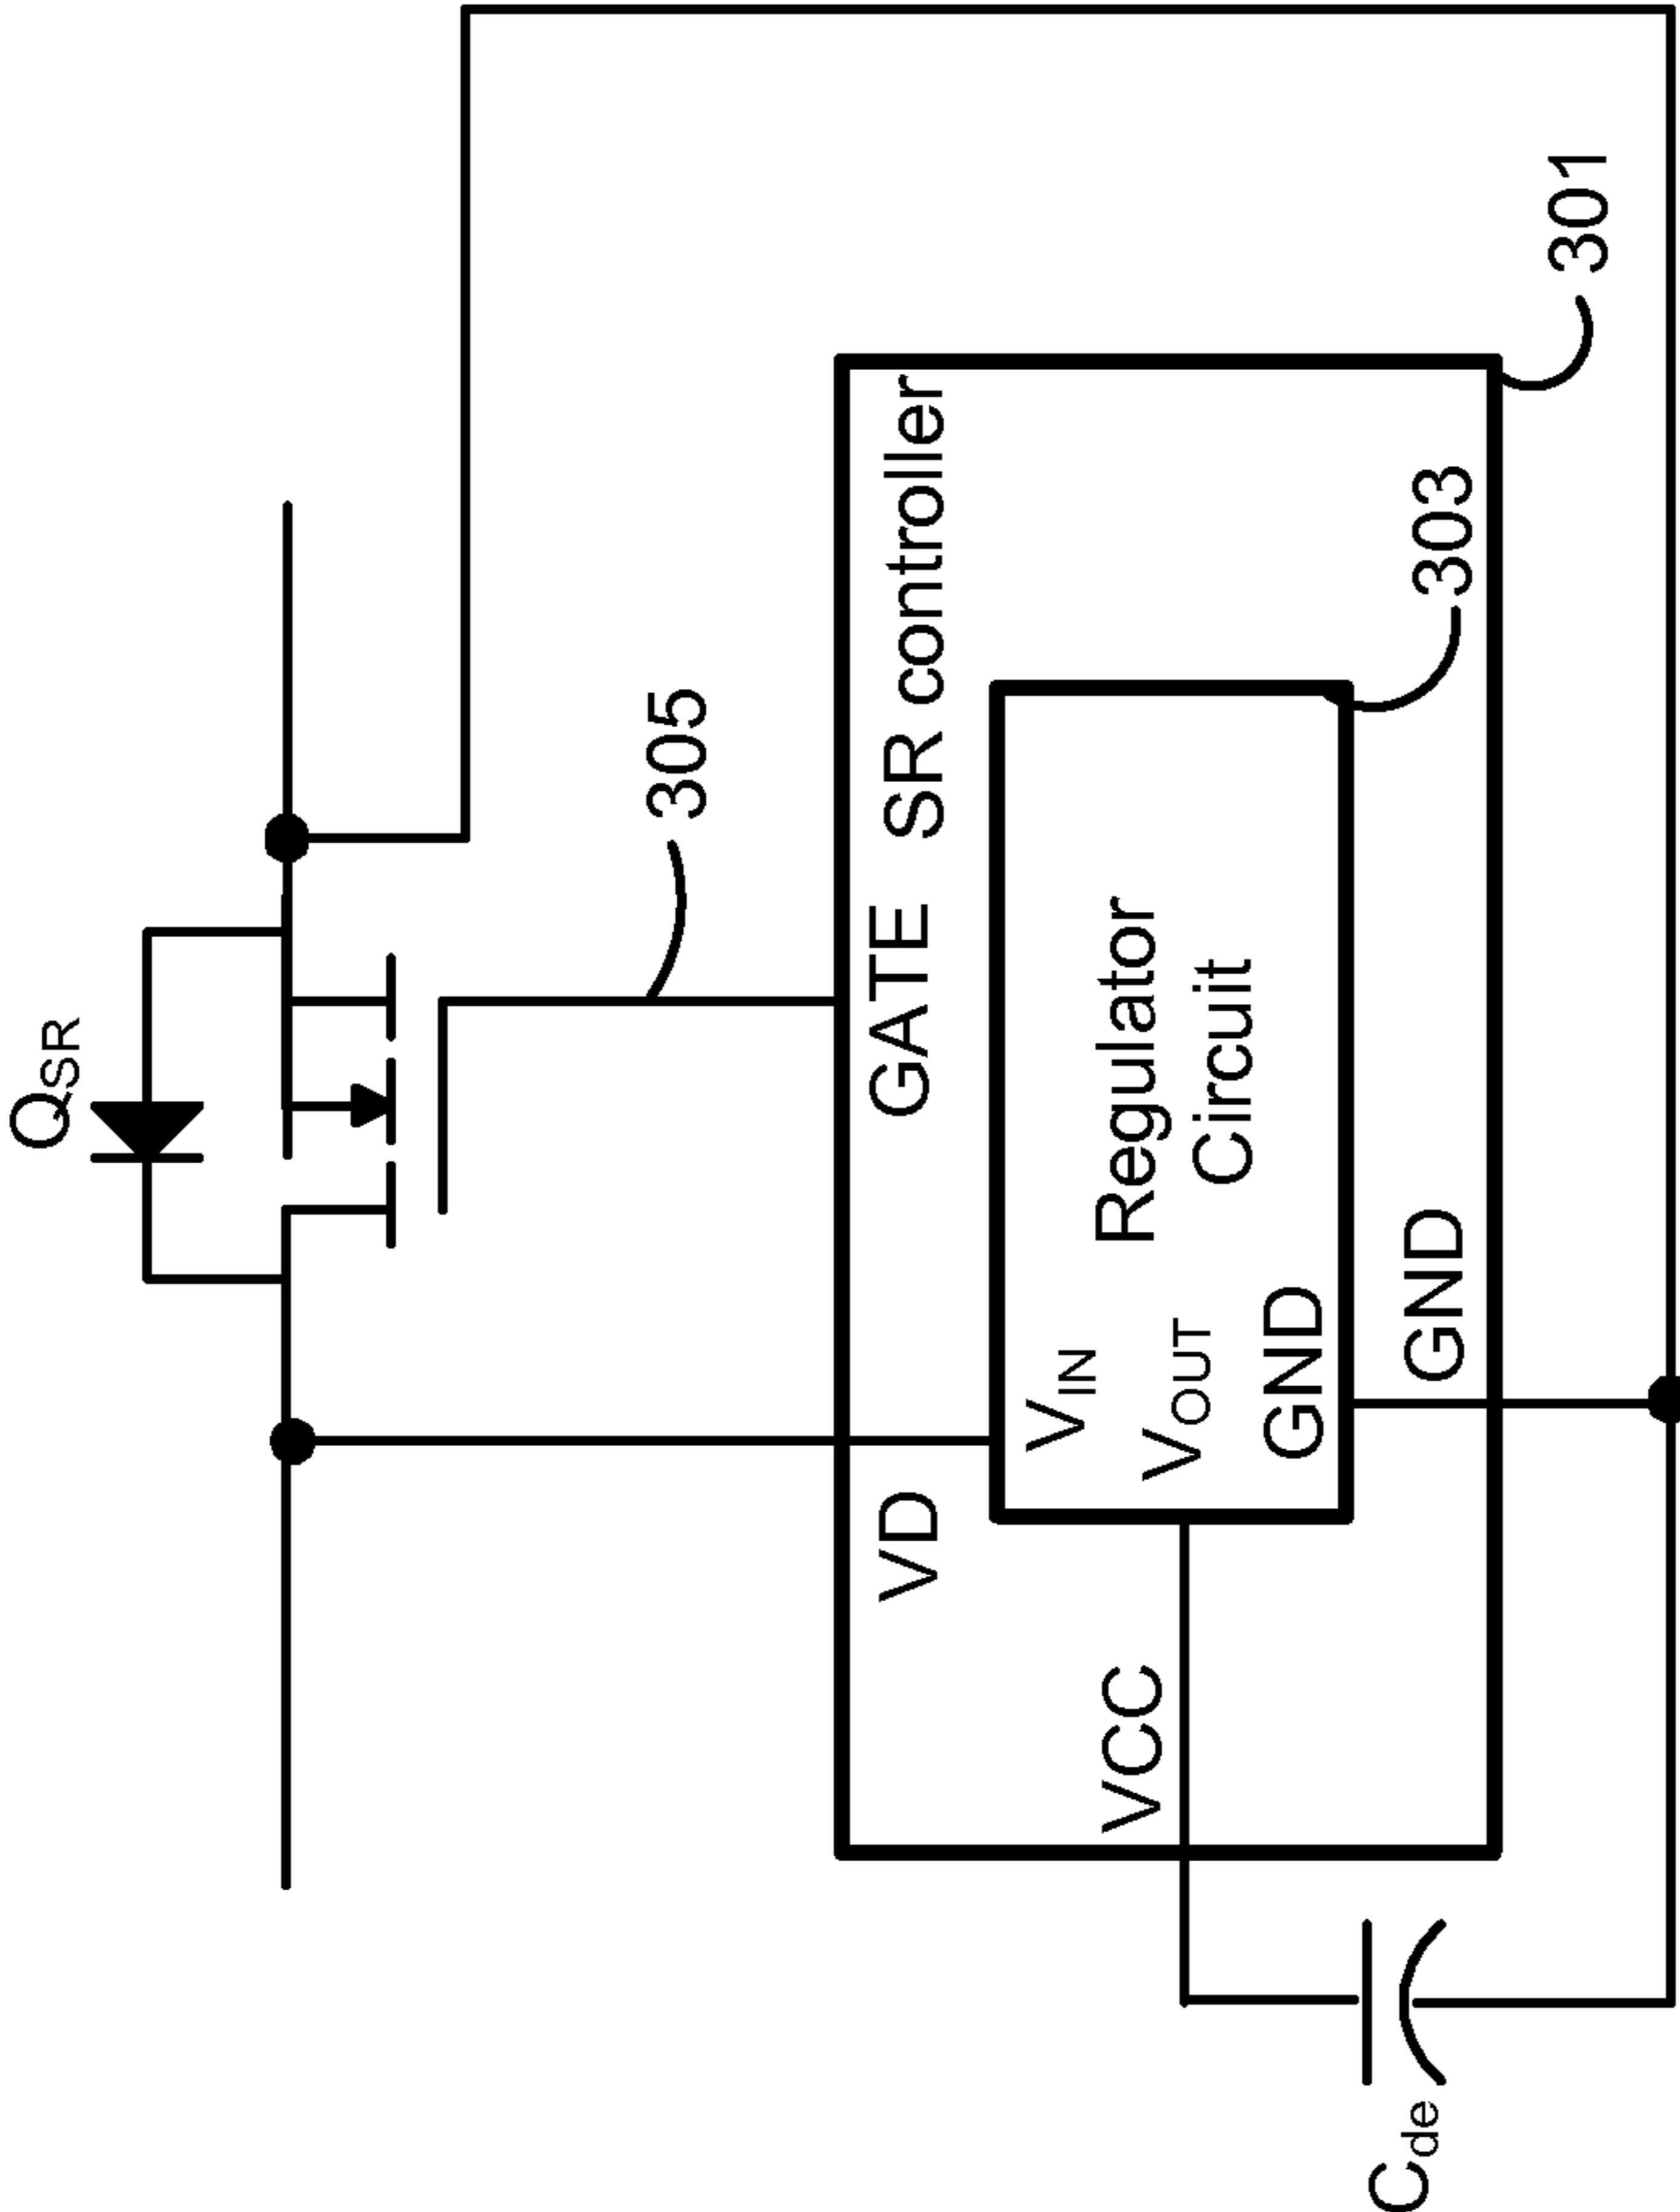 QSR
305
GATE SR controller
VD
VIN
Regulator
Circuit
VOUT
VCC
GND
303
GND
301
Cde